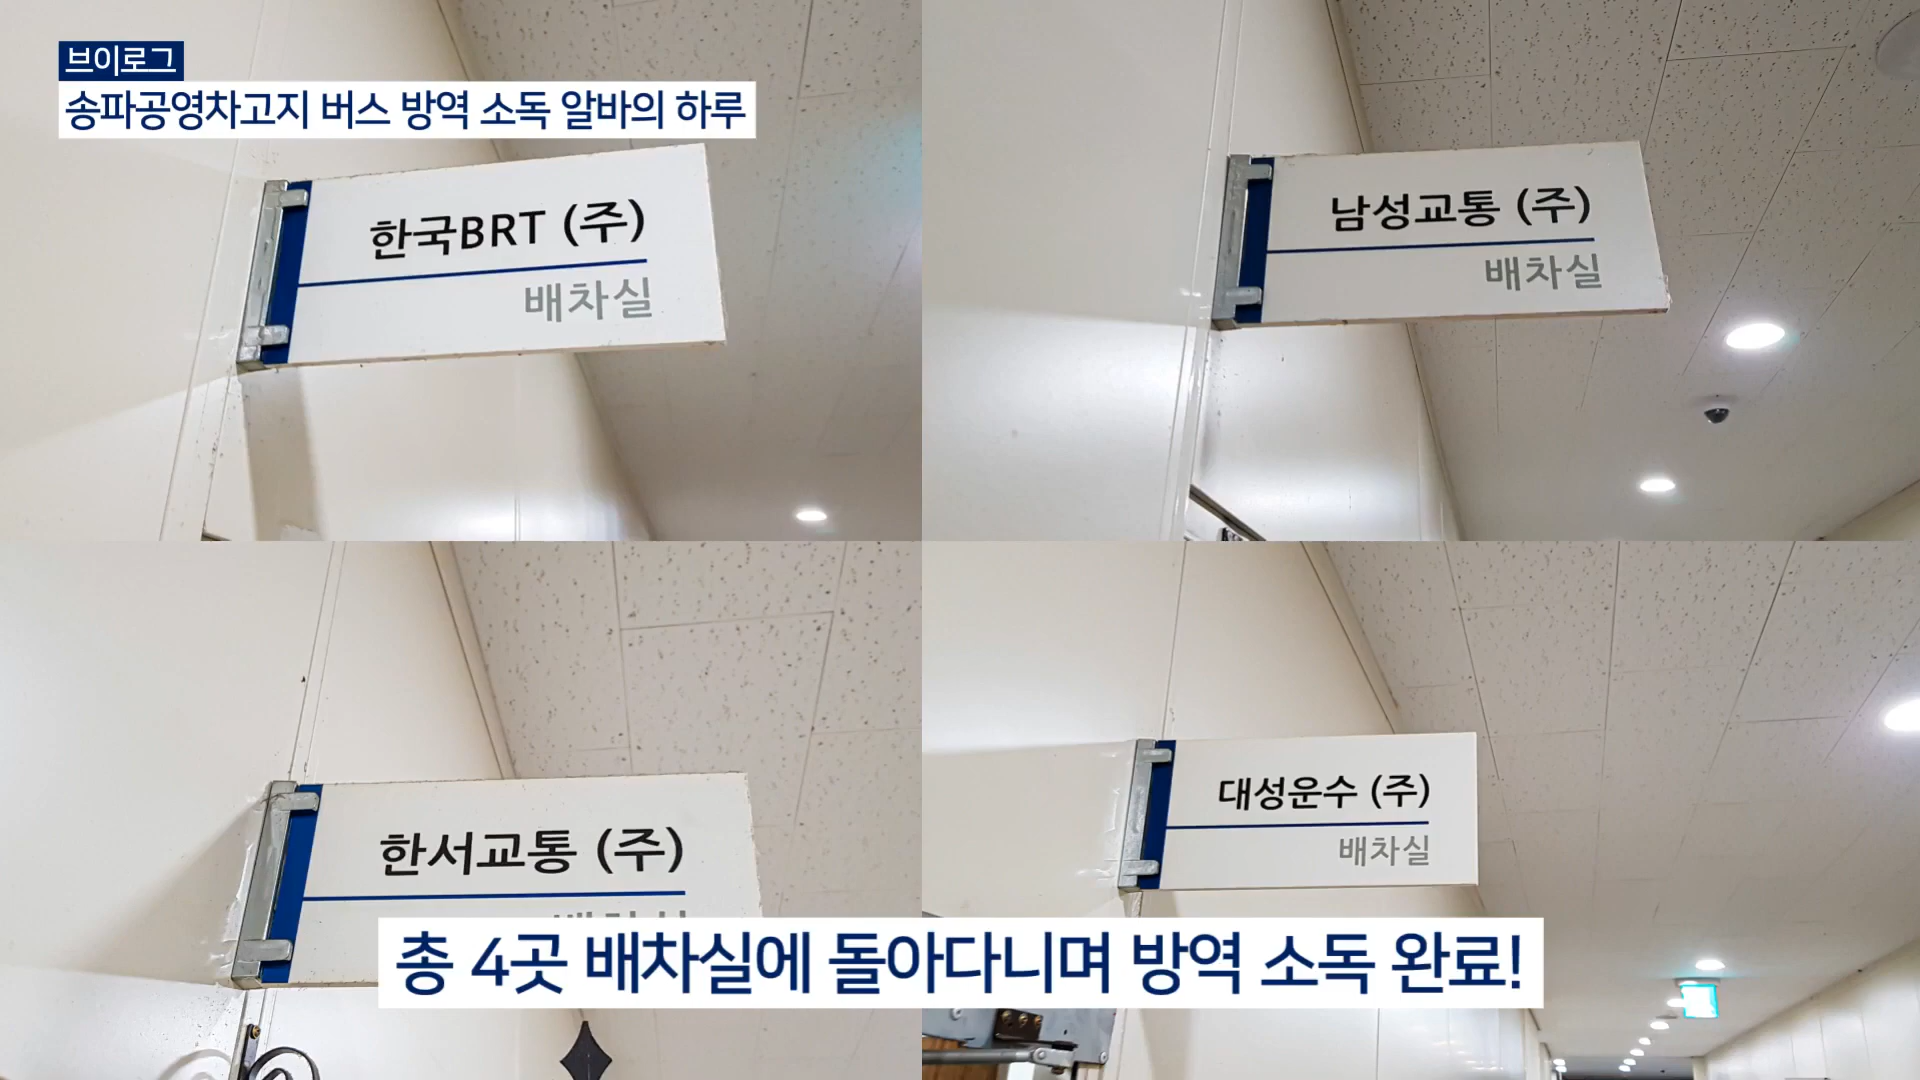 브이로그
송파공영차고지 버스 방역 소독 알바의 하루
한국BRT (주)
배차실
남성교통 (주)
배차실
한서교통 (주)
배차실
대성운수 (주)
배차실
총 4곳 배차실에 돌아다니며 방역 소독 완료!